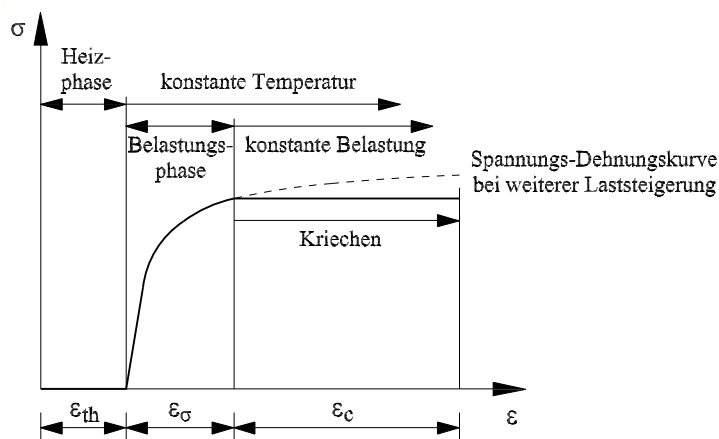 σ
Heiz-
phase
konstante Temperatur
Belastungs-
phase
konstante Belastung
Spannungs-Dehnungskurve
bei weiterer Laststeigerung
Kriechen
εth
εσ
εc
ε